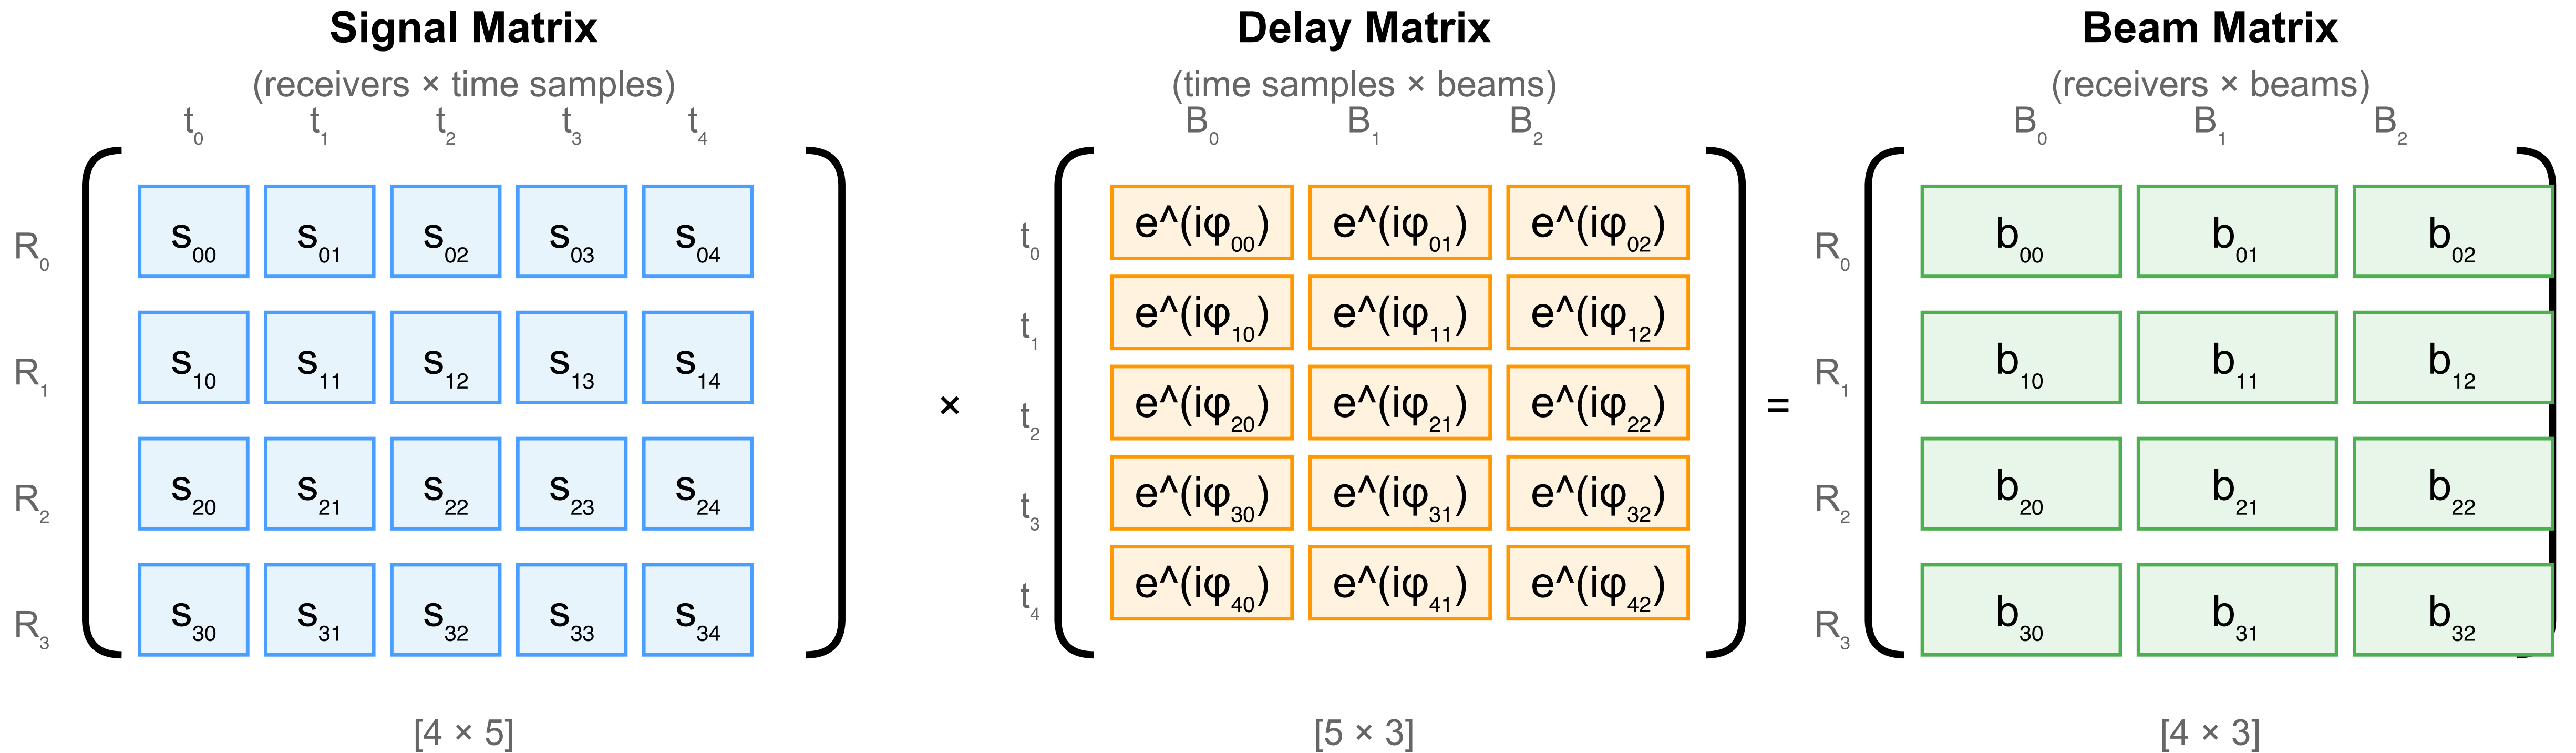 Signal Matrix Delay Matrix Beam Matrix
(receivers × time samples) (time samples × beams) (receivers × beams)
t₀ t₁ t₂ t₃ t₄ B₀ B₁ B₂ B₀ B₁ B₂
R₀ s₀₀ s₀₁ s₀₂ s₀₃ s₀₄ t₀ e^(iφ₀₀) e^(iφ₀₁) e^(iφ₀₂) R₀ b₀₀ b₀₁ b₀₂
R₁ s₁₀ s₁₁ s₁₂ s₁₃ s₁₄ t₁ e^(iφ₁₀) e^(iφ₁₁) e^(iφ₁₂) R₁ b₁₀ b₁₁ b₁₂
× t₂ e^(iφ₂₀) e^(iφ₂₁) e^(iφ₂₂) =
R₂ s₂₀ s₂₁ s₂₂ s₂₃ s₂₄ t₃ e^(iφ₃₀) e^(iφ₃₁) e^(iφ₃₂) R₂ b₂₀ b₂₁ b₂₂
R₃ s₃₀ s₃₁ s₃₂ s₃₃ s₃₄ t₄ e^(iφ₄₀) e^(iφ₄₁) e^(iφ₄₂) R₃ b₃₀ b₃₁ b₃₂
[4 × 5] [5 × 3] [4 × 3]